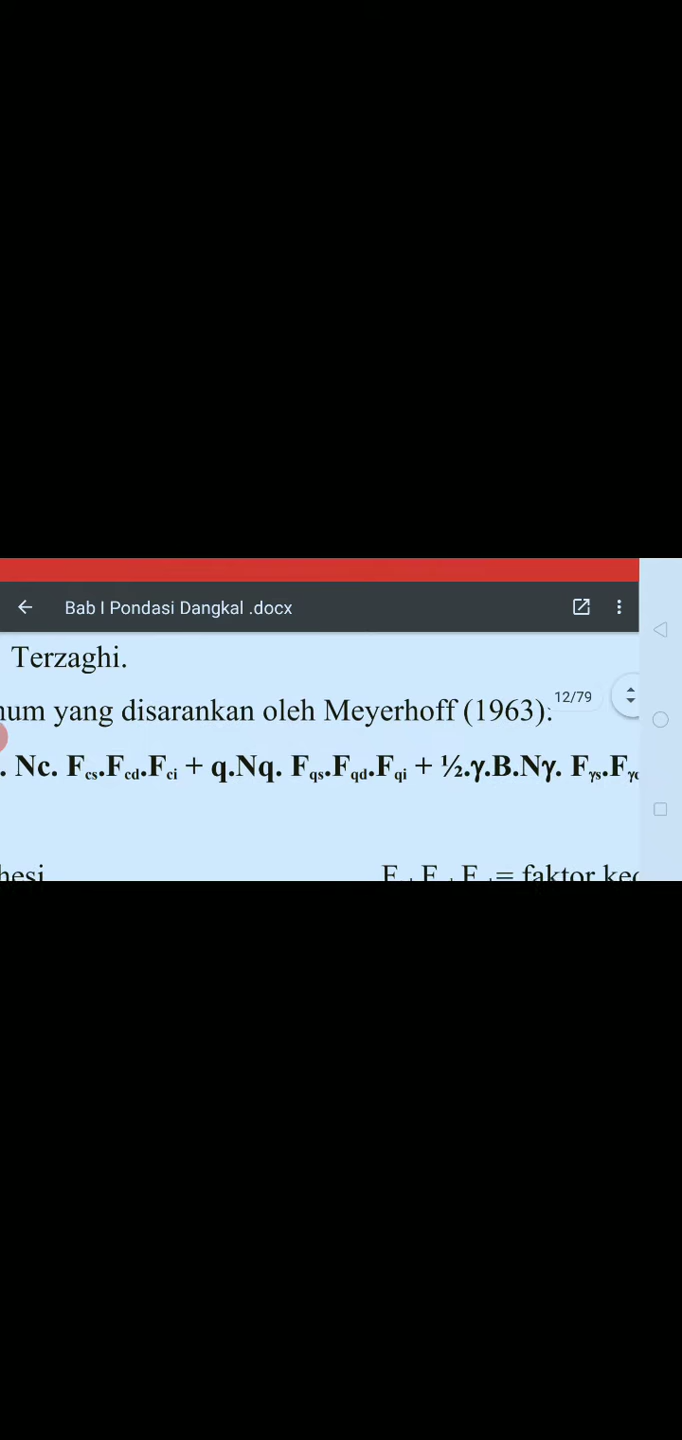 Bab I Pondasi Dangkal .docx
Terzaghi.
12/79
yang disarankan oleh Meyerhoff (1963):
. Nc. Fcs.Fcd.Fci + q.Nq. Fqs.Fqd.Fqi + ½.γ.B.Nγ. Fγs.Fγ
= faktor